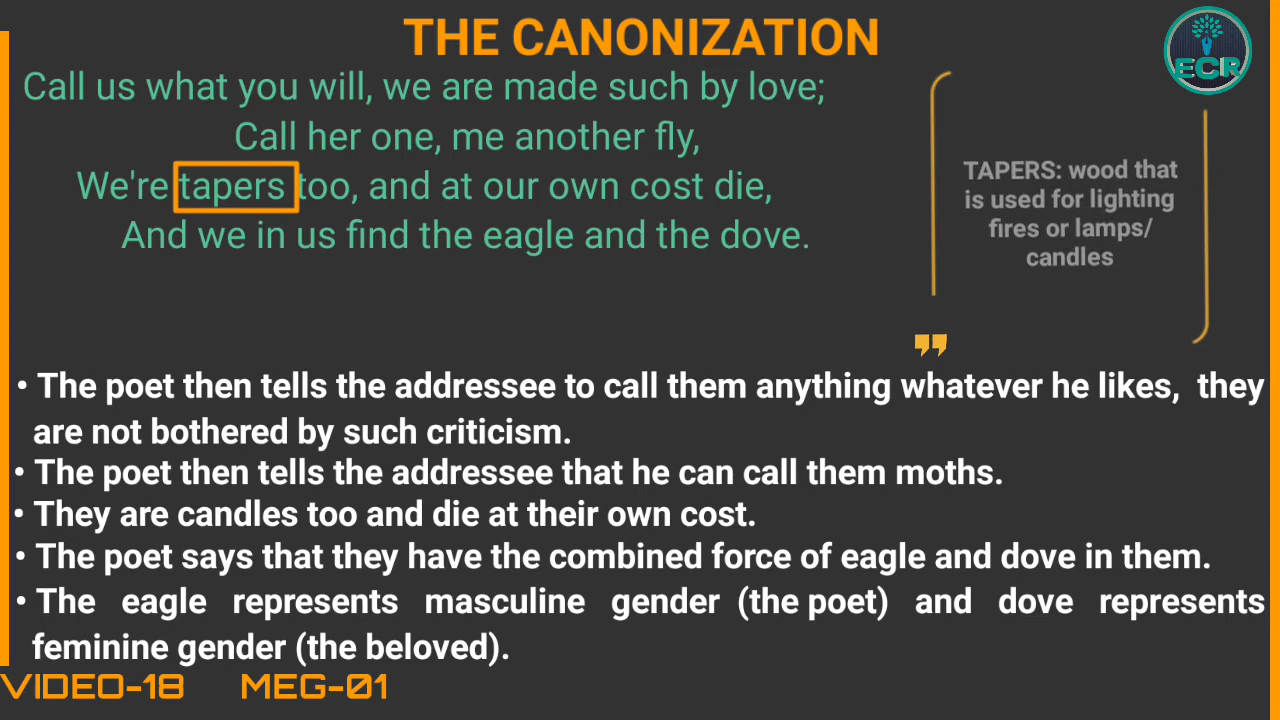 THE CANONIZATION
ECR
Call us what you will, we are made such by love;
Call her one, me another fly,
We're tapers too, and at our own cost die,
And we in us find the eagle and the dove.
TAPERS: wood that
is used for lighting
fires or lamps/
candles
"
• The poet then tells the addressee to call them anything whatever he likes, they
are not bothered by such criticism.
• The poet then tells the addressee that he can call them moths.
• They are candles too and die at their own cost.
• The poet says that they have the combined force of eagle and dove in them.
• The eagle represents masculine gender (the poet) and dove represents
feminine gender (the beloved).
VIDEO-18 MEG-01